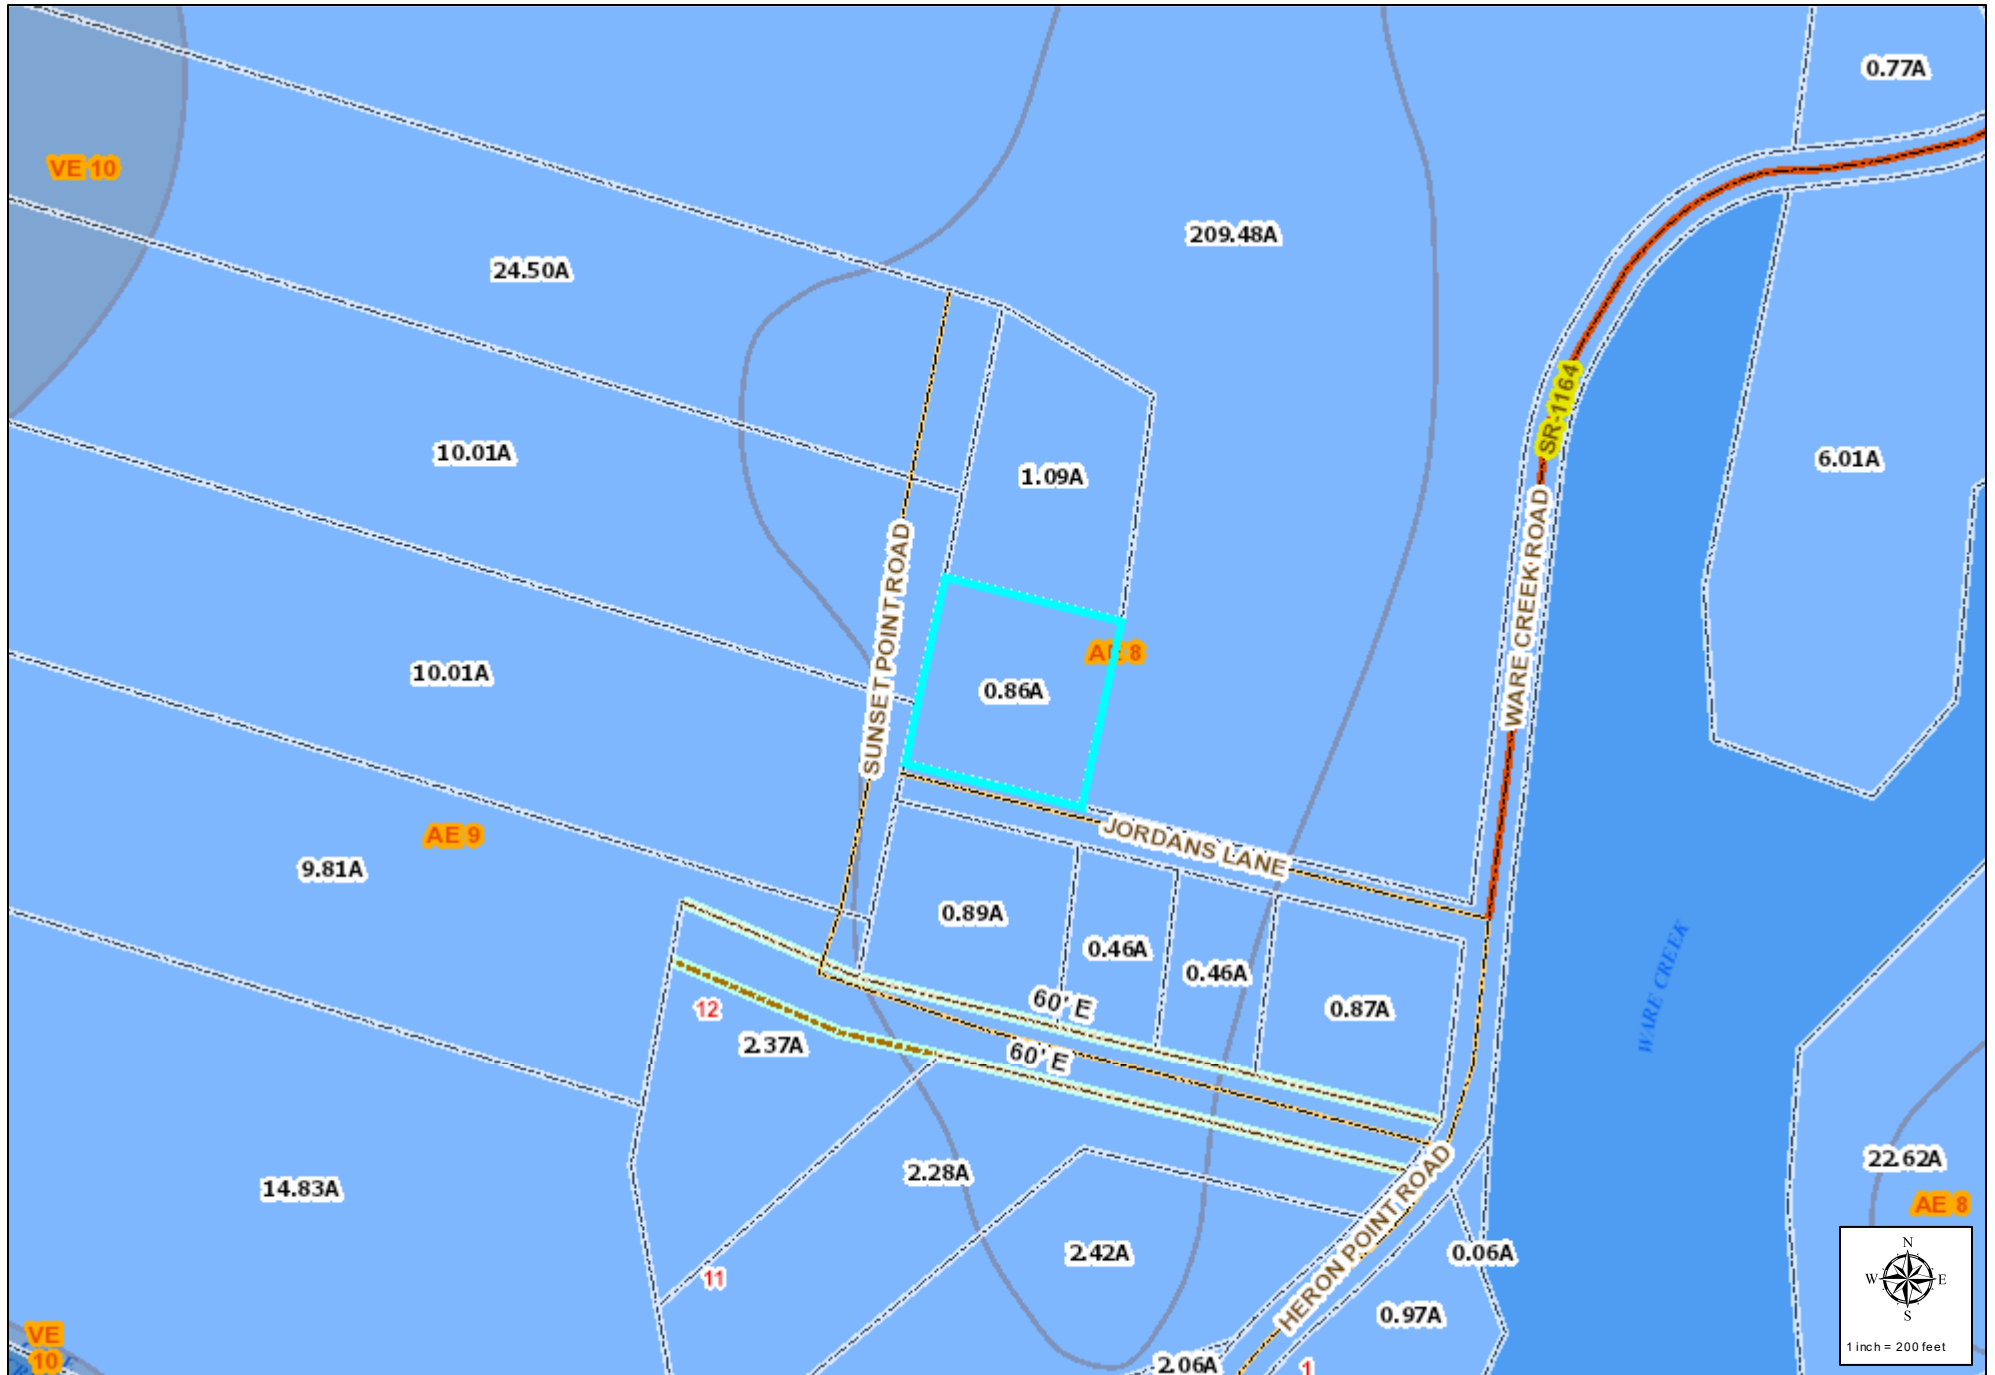 0.77A
VE 10
209.48A
24.50A
SR-1164
10.01A
6.01A
1.09A
WARE CREEK ROAD
SUNSET POINT ROAD
AE 8
10.01A
0.86A
AE 9
JORDANS LANE
9.81A
0.89A
0.46A
0.46A
WARE CREEK
60' E
0.87A
12
2.37A
60' E
22.62A
2.28A
14.83A
AE 8
HERON POINT ROAD
2.42A
0.06A
11
N
W E
S
0.97A
VE
10
1 inch = 200 feet
2.06A
1